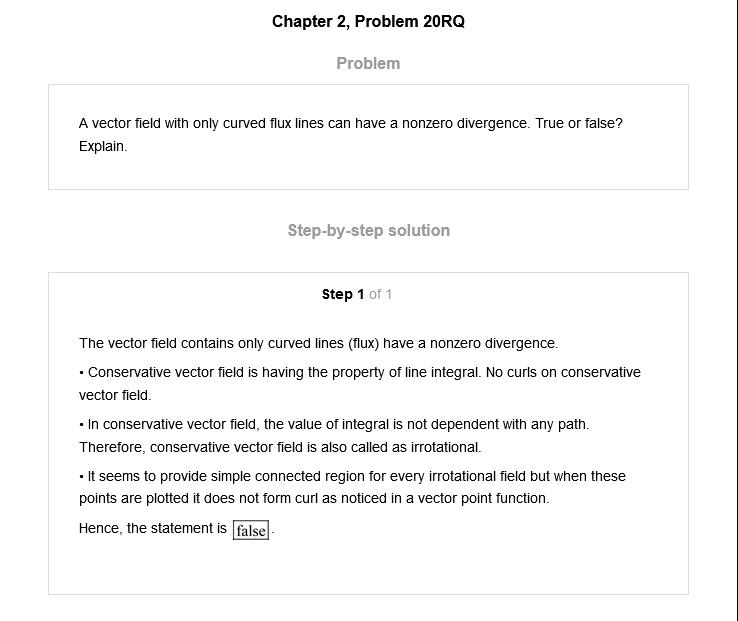 Chapter 2, Problem 20RQ
Problem
A vector field with only curved flux lines can have a nonzero divergence. True or false?
Explain.
Step-by-step solution
Step 1 of 1
The vector field contains only curved lines (flux) have a nonzero divergence.
• Conservative vector field is having the property of line integral. No curls on conservative
vector field.
• In conservative vector field, the value of integral is not dependent with any path.
Therefore, conservative vector field is also called as irrotational.
• It seems to provide simple connected region for every irrotational field but when these
points are plotted it does not form curl as noticed in a vector point function.
Hence, the statement is false.